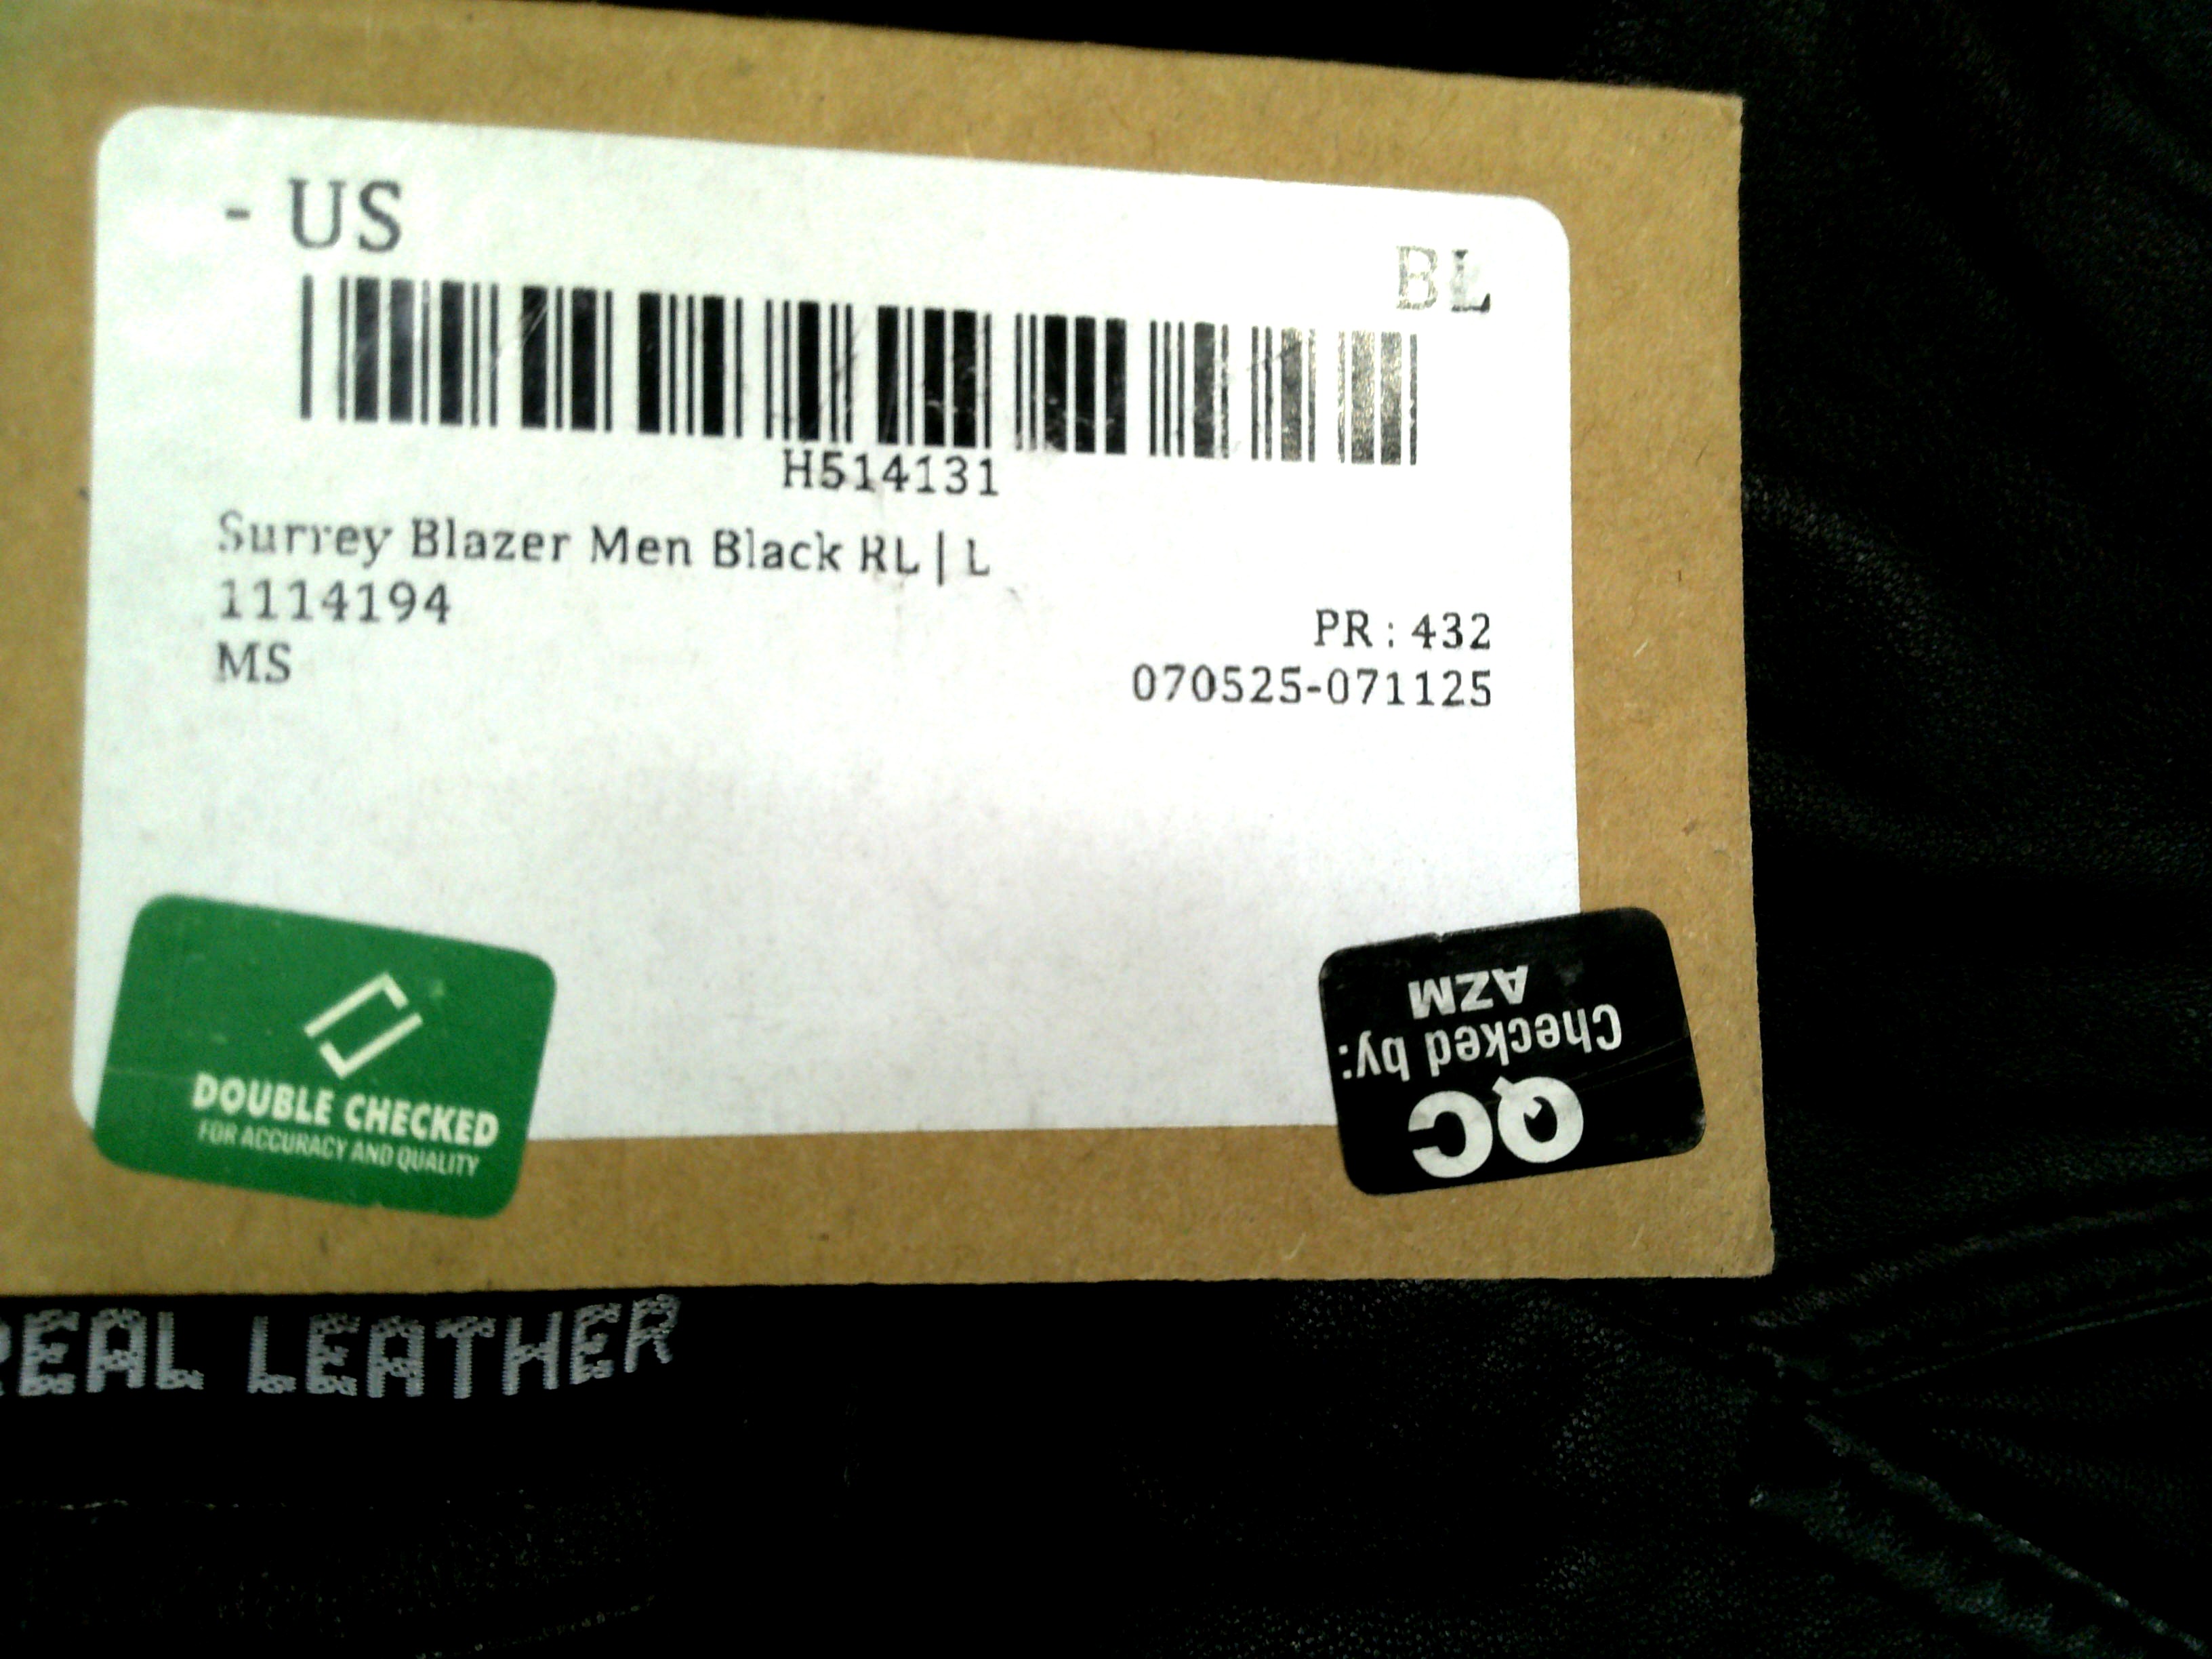 - US
BL
H514131
Surrey Blazer Men Black RL | L
1114194
PR : 432
MS
070525-071125
DOUBLE CHECKED
FOR ACCURACY AND QUALITY
QC
Checked by:
AZM
REAL LEATHER